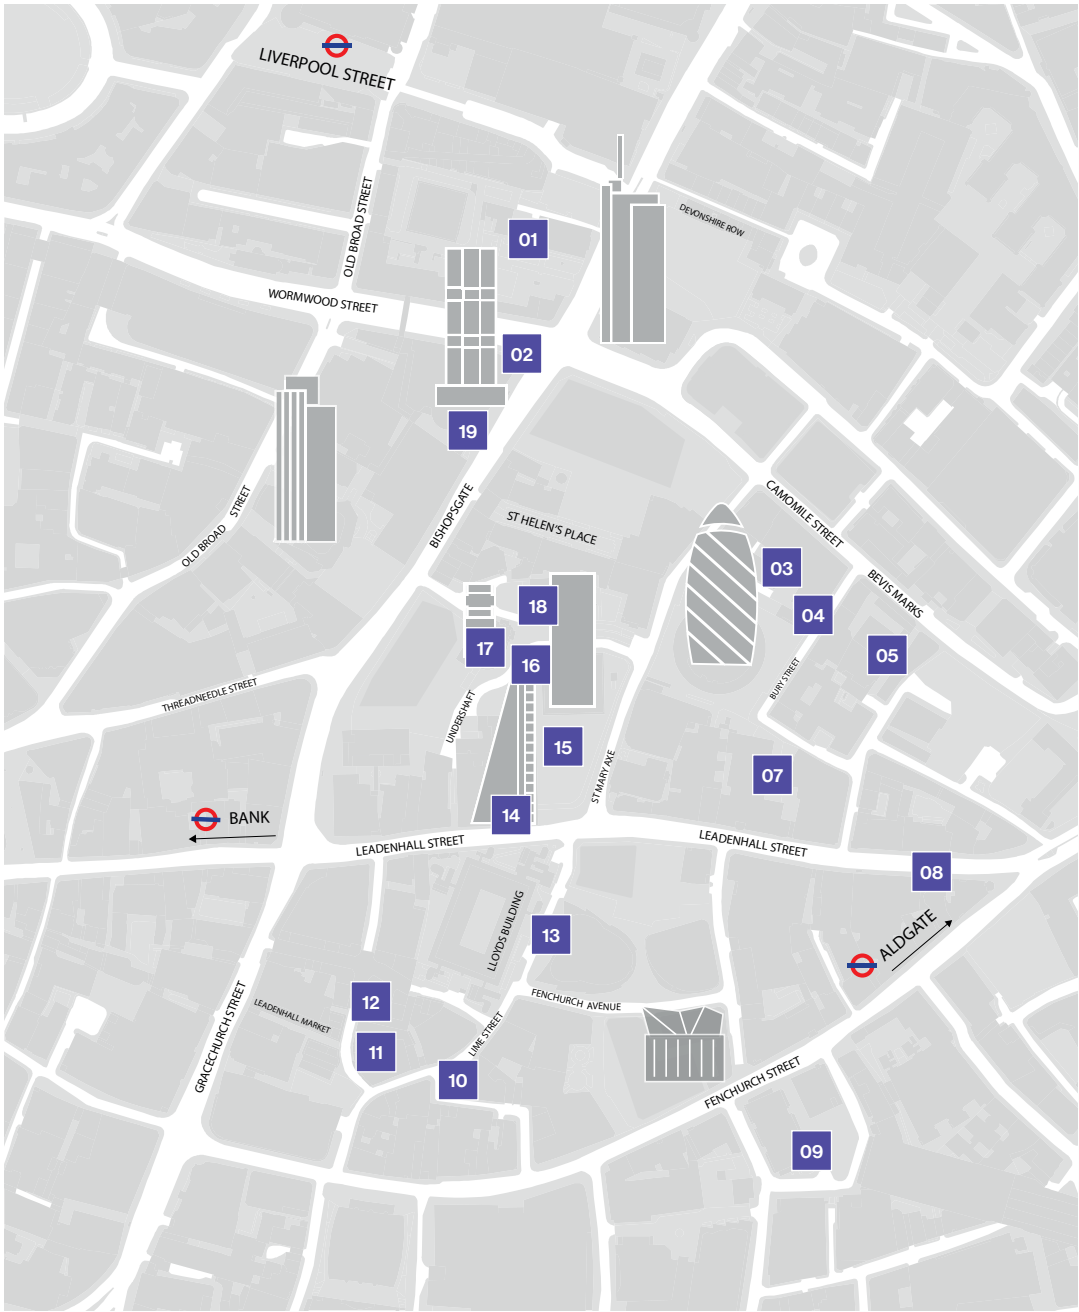 LIVERPOOL STREET
OLD BROAD STREET
DEVONSHIRE ROW
01
WORMWOOD STREET
02
19
BISHOPSGATE
OLD BROAD STREET
ST HELEN'S PLACE
CAMOMILE STREET
03
BEVIS MARKS
18
04
17
16
05
BURY STREET
THREADNEEDLE STREET
UNDERSHAFT
15
ST MARY AXE
07
14
BANK
LEADENHALL STREET
LEADENHALL STREET
08
LLOYDS BUILDING
13
ALDGATE
12
FENCHURCH AVENUE
LEADENHALL MARKET
GRACECHURCH STREET
LIME STREET
11
10
FENCHURCH STREET
09